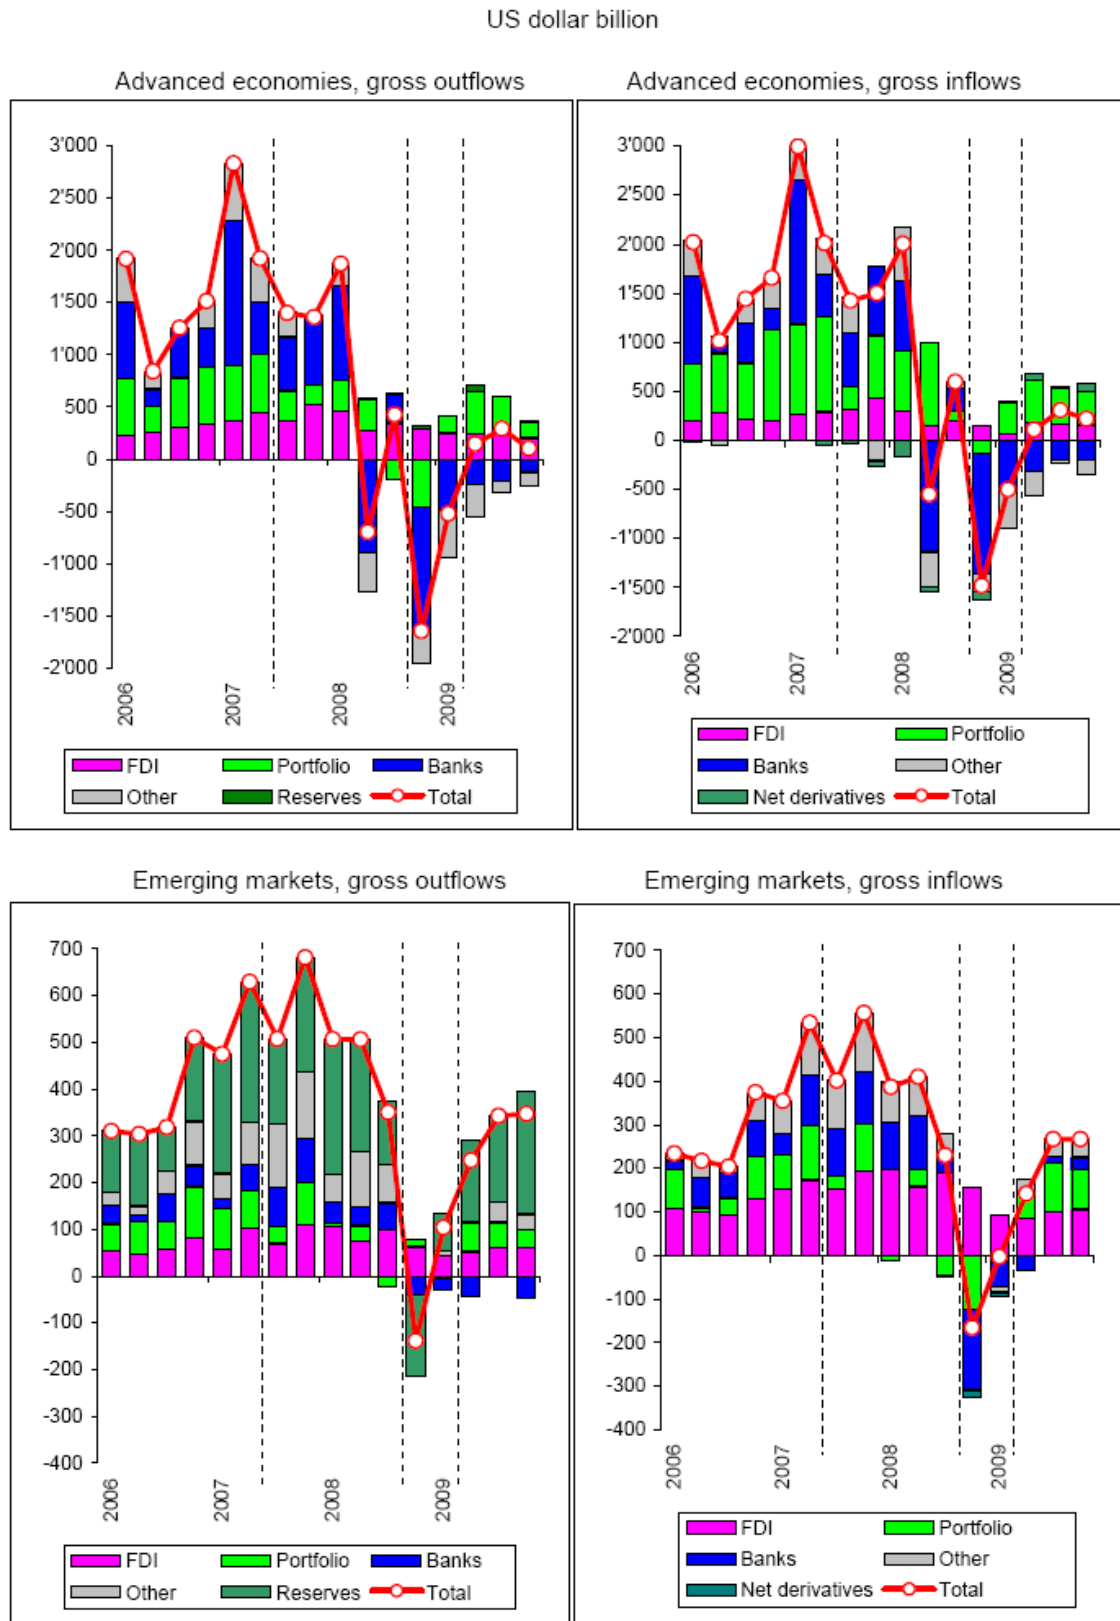 US dollar billion
Advanced economies, gross outflows
3'000
2'500
2'000
1'500
1'000
500
0
-500
-1'000
-1'500
-2'000
2006
2007
2008
2009
FDI
Portfolio
Banks
Other
Reserves
Total
Advanced economies, gross inflows
3'000
2'500
2'000
1'500
1'000
500
0
-500
-1'000
-1'500
-2'000
2006
2007
2008
2009
FDI
Portfolio
Banks
Other
Net derivatives
Total
Emerging markets, gross outflows
700
600
500
400
300
200
100
0
-100
-200
-300
-400
2006
2007
2008
2009
FDI
Portfolio
Banks
Other
Reserves
Total
Emerging markets, gross inflows
700
600
500
400
300
200
100
0
-100
-200
-300
-400
2006
2007
2008
2009
FDI
Portfolio
Banks
Other
Net derivatives
Total